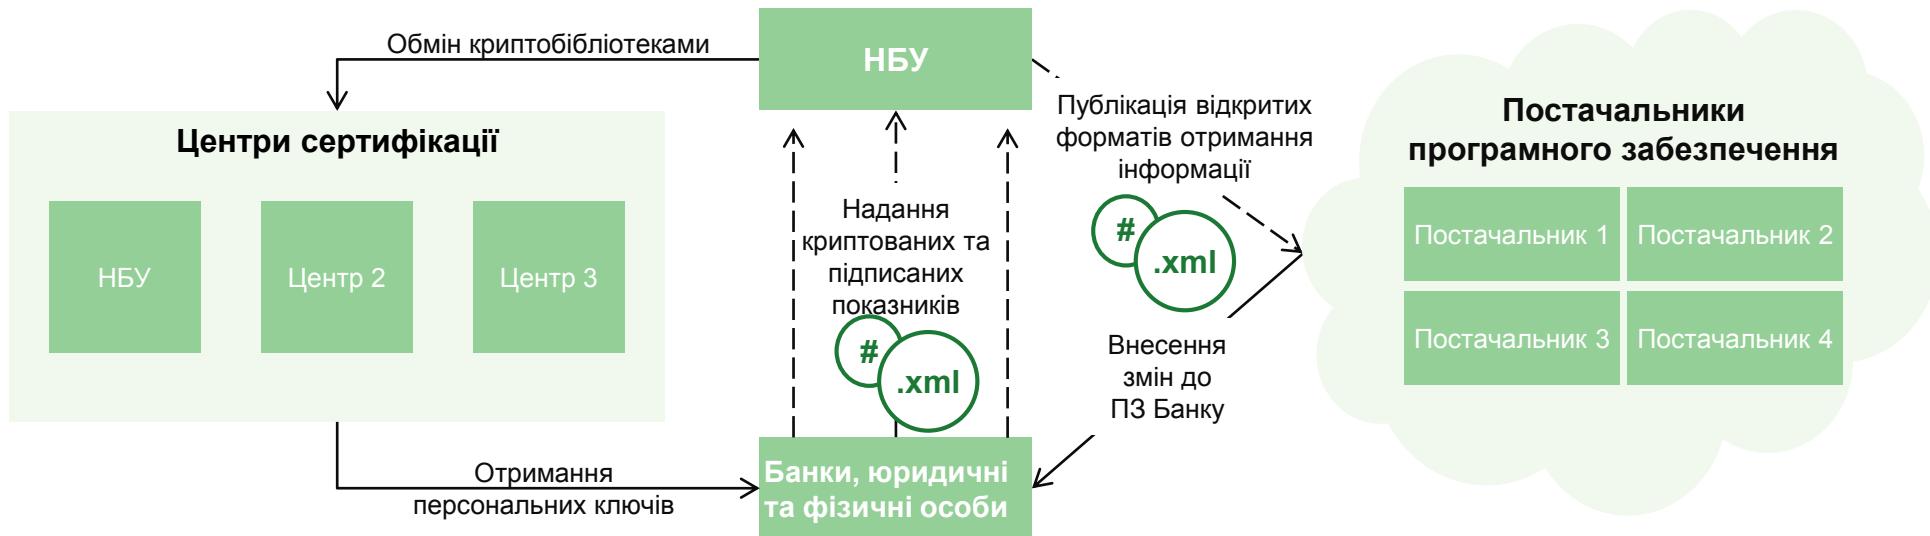 Обмін криптобібліотеками
НБУ
Центри сертифікації
НБУ
Центр 2
Центр 3
Надання
криптованих та
підписаних
показників
#
.xml
Публікація відкритих
форматів отримання
інформації
#
.xml
Внесення
змін до
ПЗ Банку
Постачальники
програмного забезпечення
Постачальник 1
Постачальник 2
Постачальник 3
Постачальник 4
Отримання
персональних ключів
Банки, юридичні
та фізичні особи